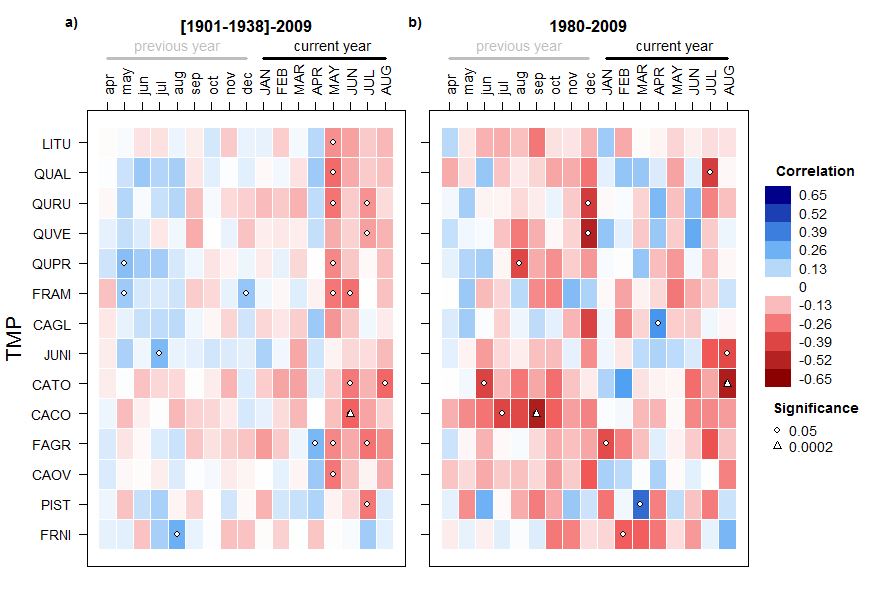 a) [1901-1938]-2009 b) 1980-2009
previous year current year previous year current year
apr may jun jul aug sep oct nov dec JAN FEB MAR APR MAY JUN JUL AUG apr may jun jul aug sep oct nov dec JAN FEB MAR APR MAY JUN JUL AUG
TMP
LITU
QUAL
QURU
QUVE
QUPR
FRAM
CAGL
JUNI
CATO
CACO
FAGR
CAOV
PIST
FRNI
Correlation
0.65
0.52
0.39
0.26
0.13
0
-0.13
-0.26
-0.39
-0.52
-0.65
Significance
0.05
0.0002